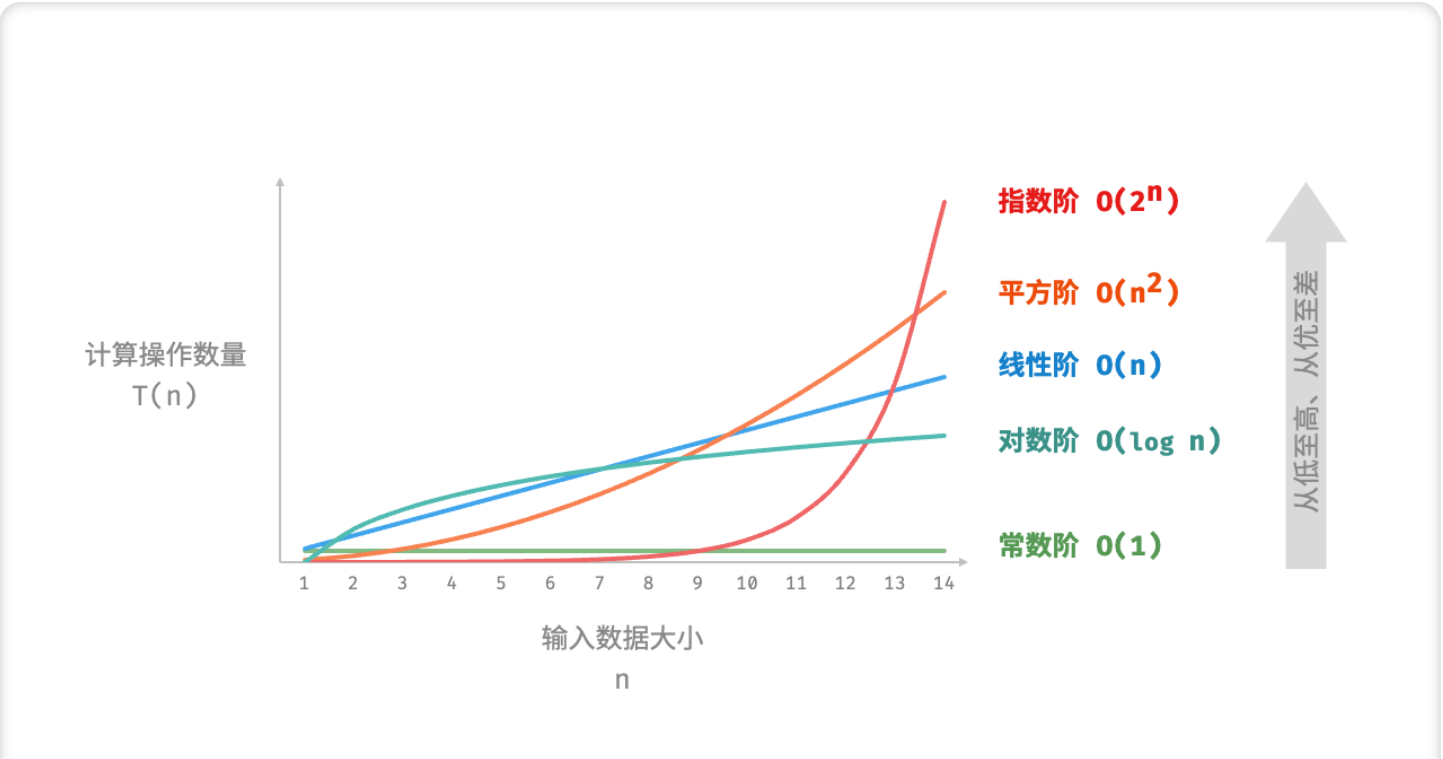 指数阶 O(2ⁿ)
平方阶 O(n²)
线性阶 O(n)
对数阶 O(log n)
常数阶 O(1)
从低至高、从优至差
计算操作数量
T(n)
1 2 3 4 5 6 7 8 9 10 11 12 13 14
输入数据大小
n